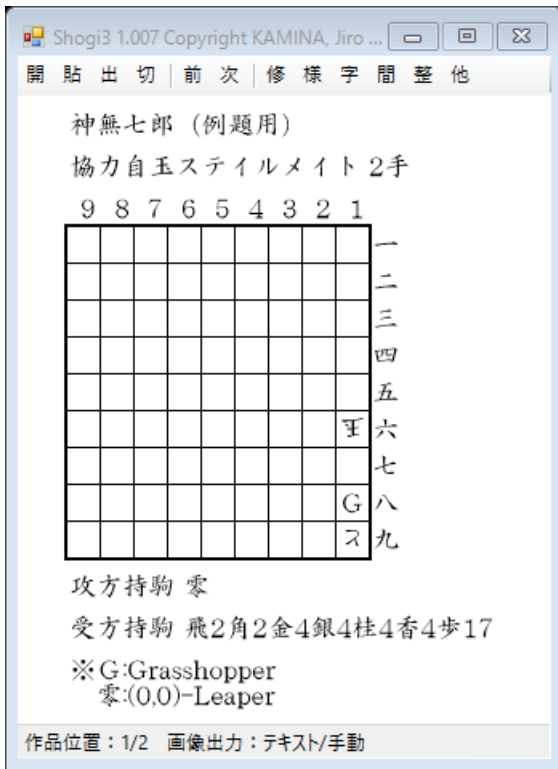 Shogi3 1.007 Copyright KAMINA, Jiro ...
開 貼 出 切 前 次 修 様 字 間 整 他
神無七郎 (例題用)
協力自玉ステイルメイト 2手
9 8 7 6 5 4 3 2 1
一
二
三
四
五
六
七
G 八
九
攻方持駒 零
受方持駒 飛2角2金4銀4桂4香4歩17
※G:Grasshopper
零:(0,0)-Leaper
作品位置:1/2 画像出力:テキスト/手動